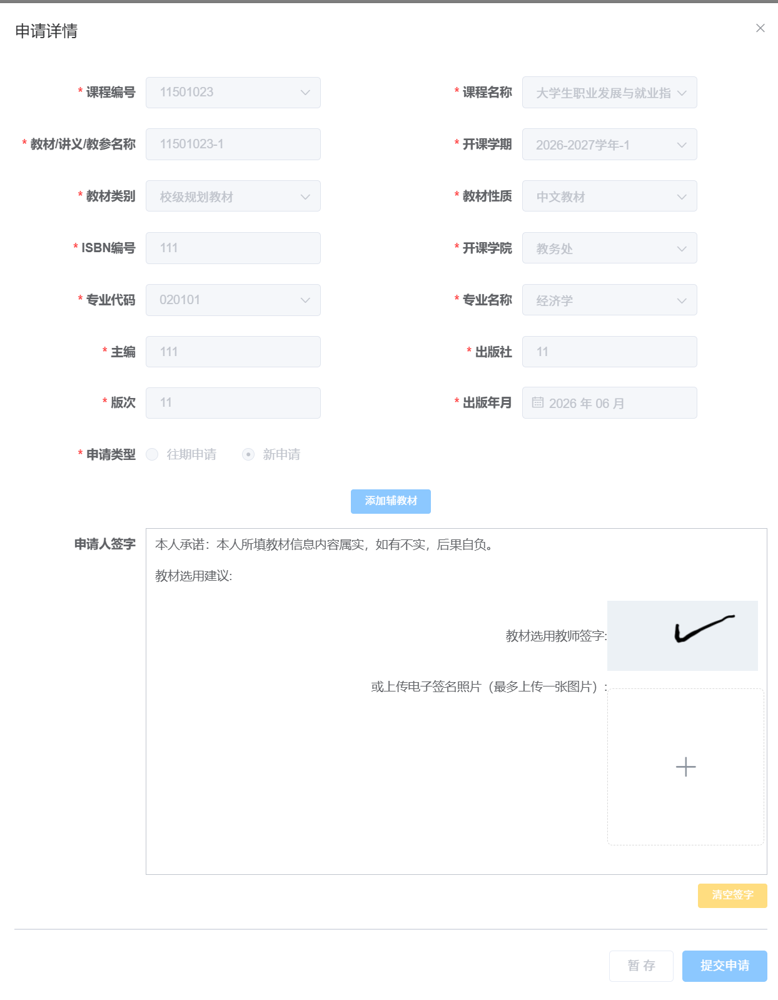 申请详情
* 课程编号 11501023
* 课程名称 大学生职业发展与就业指
* 教材/讲义/教参名称 11501023-1
* 开课学期 2026-2027学年-1
* 教材类别 校级规划教材
* 教材性质 中文教材
* ISBN编号 111
* 开课学院 教务处
* 专业代码 020101
* 专业名称 经济学
* 主编 111
* 出版社 11
* 版次 11
* 出版年月 2026 年 06 月
* 申请类型 往期申请 新申请
添加辅教材
申请人签字
本人承诺：本人所填教材信息内容属实，如有不实，后果自负。
教材选用建议:
教材选用教师签字:
或上传电子签名照片（最多上传一张图片）:
清空签字
暂 存
提交申请